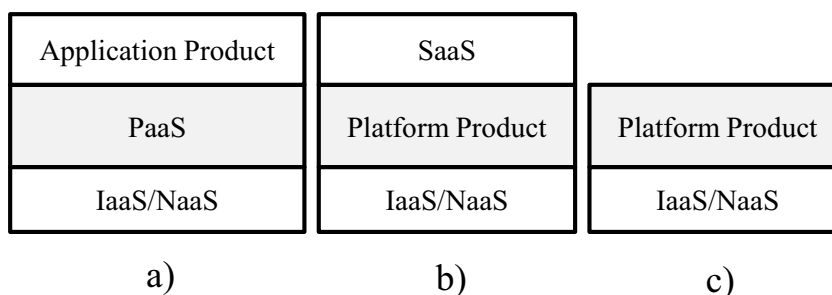 Application Product
PaaS
IaaS/NaaS
a)
SaaS
Platform Product
IaaS/NaaS
b)
Platform Product
IaaS/NaaS
c)